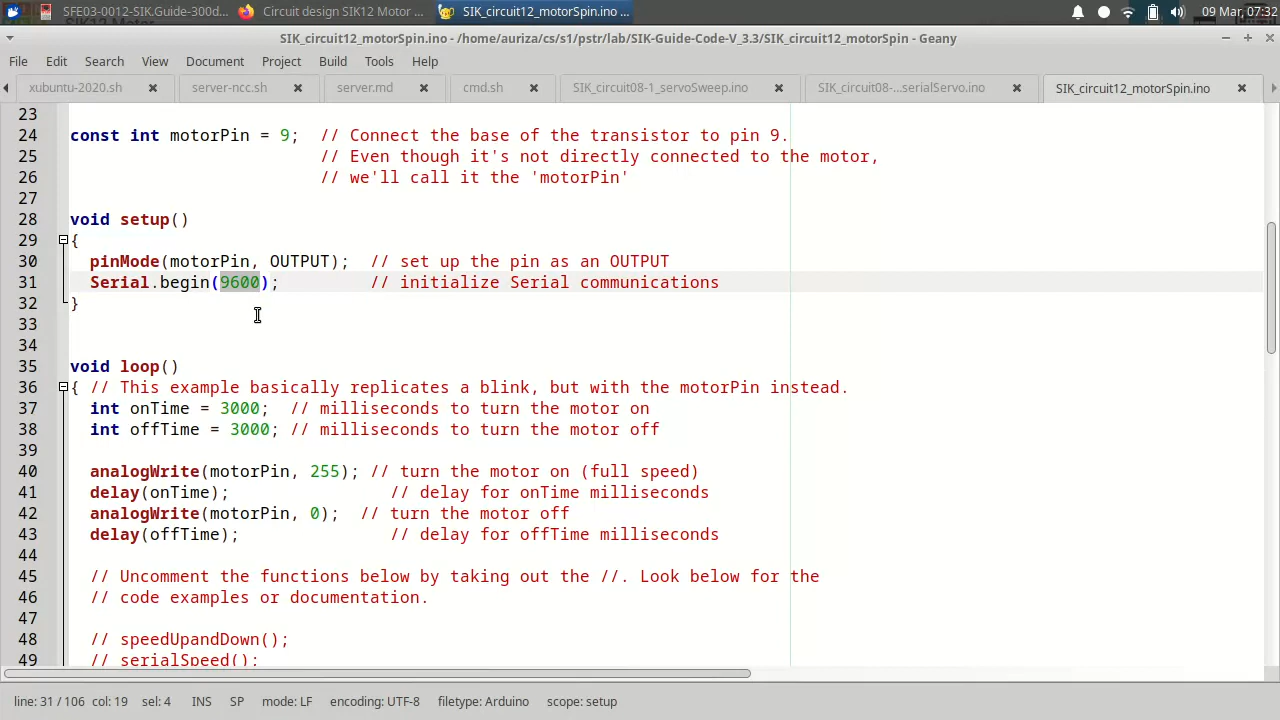 SFE03-0012-SIK.Guide-300d... Circuit design SIK12 Motor ... SIK_circuit12_motorSpin.ino ... 09 Mar, 07:32
SIK_circuit12_motorSpin.ino - /home/auriza/cs/s1/pstr/lab/SIK-Guide-Code-V_3.3/SIK_circuit12_motorSpin - Geany
File Edit Search View Document Project Build Tools Help
xubuntu-2020.sh server-ncc.sh server.md cmd.sh SIK_circuit08-1_servoSweep.ino SIK_circuit08-...serialServo.ino SIK_circuit12_motorSpin.ino
23
24 const int motorPin = 9;  // Connect the base of the transistor to pin 9.
25                          // Even though it's not directly connected to the motor,
26                          // we'll call it the 'motorPin'
27
28 void setup()
29 {
30   pinMode(motorPin, OUTPUT);  // set up the pin as an OUTPUT
31   Serial.begin(9600);         // initialize Serial communications
32 }
33
34
35 void loop()
36 { // This example basically replicates a blink, but with the motorPin instead.
37   int onTime = 3000;  // milliseconds to turn the motor on
38   int offTime = 3000; // milliseconds to turn the motor off
39
40   analogWrite(motorPin, 255); // turn the motor on (full speed)
41   delay(onTime);                // delay for onTime milliseconds
42   analogWrite(motorPin, 0);  // turn the motor off
43   delay(offTime);               // delay for offTime milliseconds
44
45   // Uncomment the functions below by taking out the //. Look below for the
46   // code examples or documentation.
47
48   // speedUpandDown();
49   // serialSpeed();
line: 31 / 106 col: 19 sel: 4 INS SP mode: LF encoding: UTF-8 filetype: Arduino scope: setup